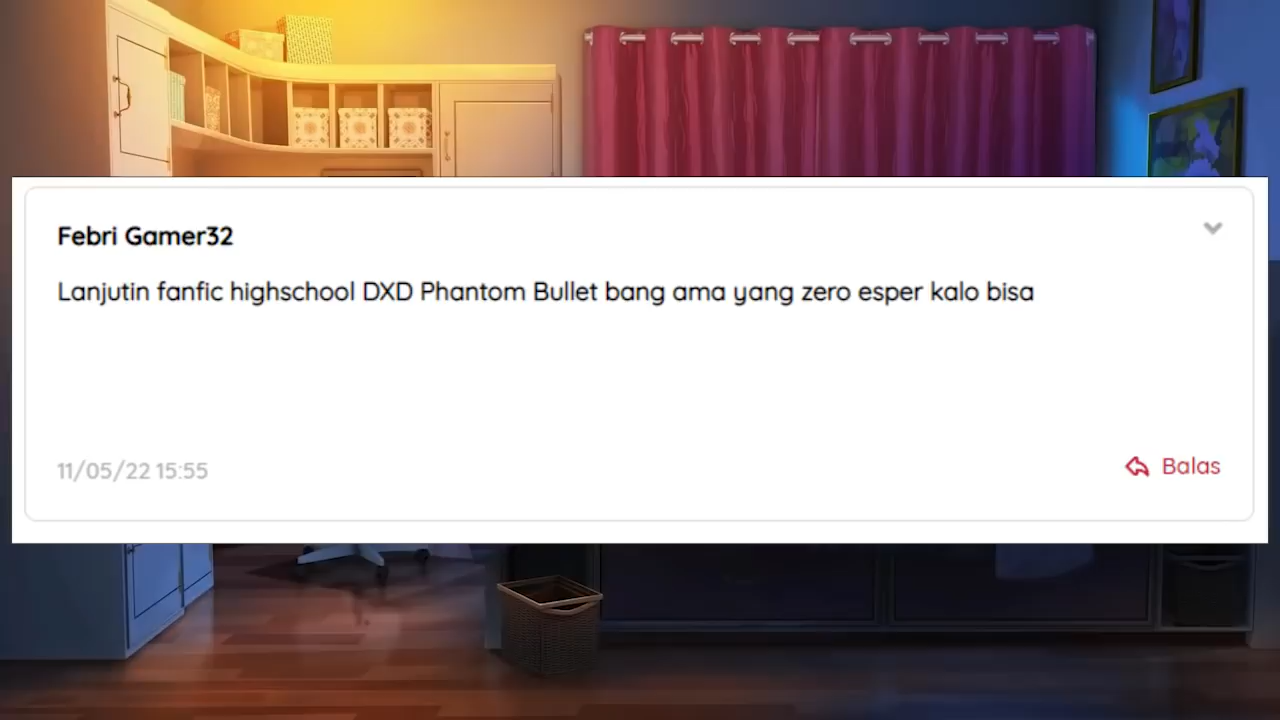 Febri Gamer32
Lanjutin fanfic highschool DXD Phantom Bullet bang ama yang zero esper kalo bisa
11/05/22 15:55
Balas